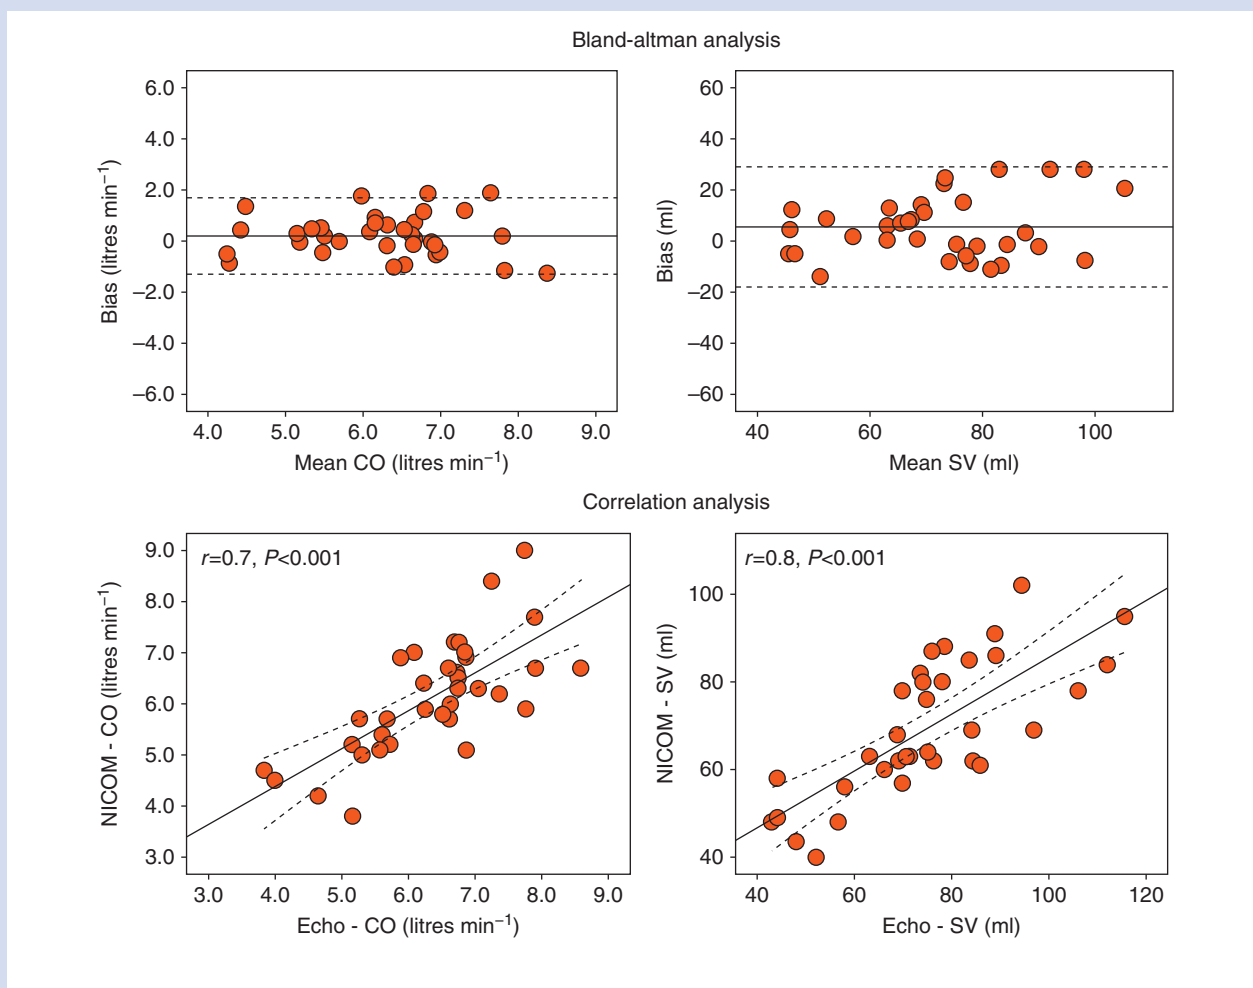 Bland-altman analysis
Bias (litres min−1)
6.0
4.0
2.0
0
–2.0
–4.0
–6.0
4.0 5.0 6.0 7.0 8.0 9.0
Mean CO (litres min−1)
Bias (ml)
60
40
20
0
–20
–40
–60
40 60 80 100
Mean SV (ml)
Correlation analysis
r=0.7, P<0.001
NICOM - CO (litres min−1)
9.0
8.0
7.0
6.0
5.0
4.0
3.0
3.0 4.0 5.0 6.0 7.0 8.0 9.0
Echo - CO (litres min−1)
r=0.8, P<0.001
NICOM - SV (ml)
100
80
60
40
40 60 80 100 120
Echo - SV (ml)